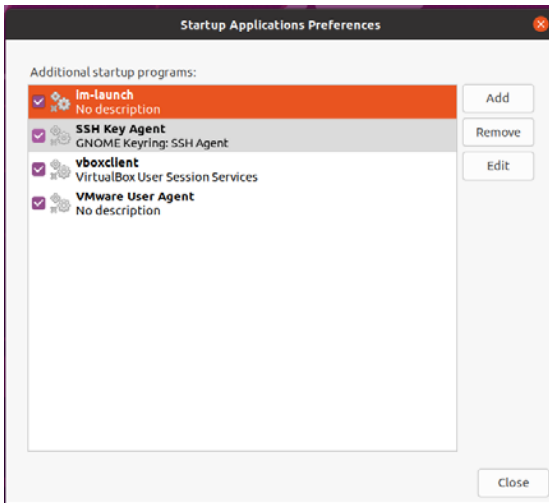 Startup Applications Preferences
Additional startup programs:
im-launch
No description
SSH Key Agent
GNOME Keyring: SSH Agent
vboxclient
VirtualBox User Session Services
VMware User Agent
No description
Add
Remove
Edit
Close